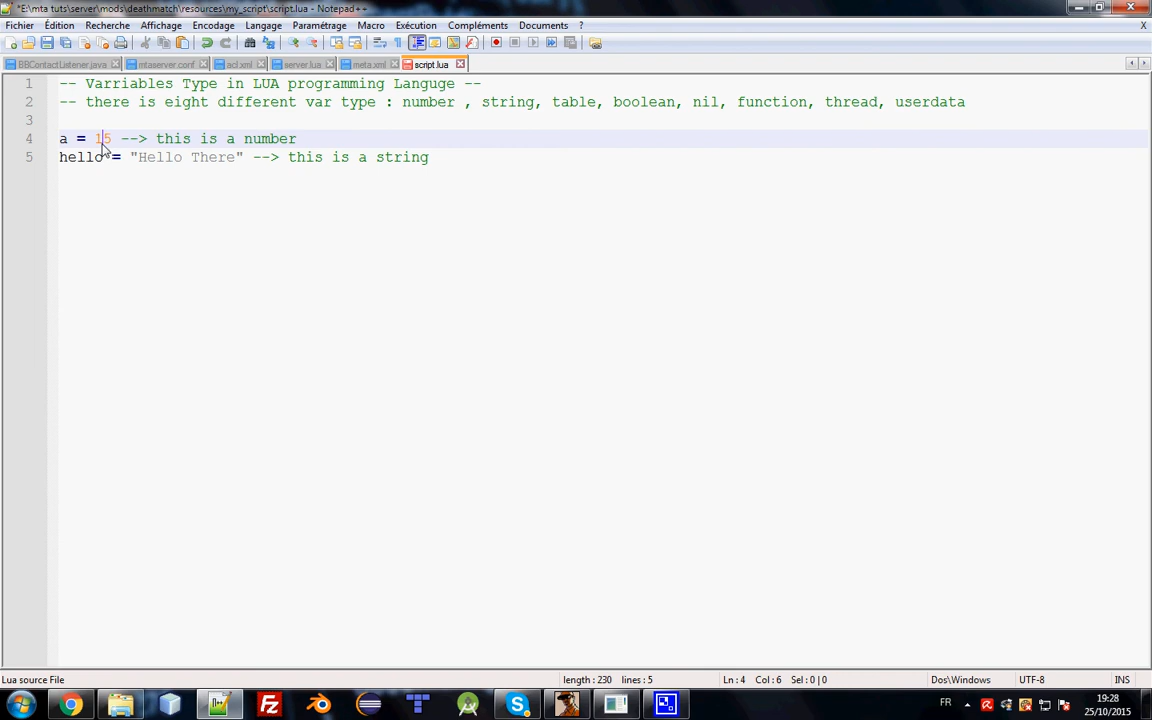 *E:\mta tuts\server\mods\deathmatch\resources\my_script\script.lua - Notepad++
Fichier Édition Recherche Affichage Encodage Langage Paramétrage Macro Exécution Compléments Documents ? X
BBContactListener.java mtaserver.conf acl.xml server.lua meta.xml script.lua
1 -- Varriables Type in LUA programming Languge --
2 -- there is eight different var type : number , string, table, boolean, nil, function, thread, userdata
3
4 a = 15 --> this is a number
5 hello = "Hello There" --> this is a string
Lua source File length : 230 lines : 5 Ln : 4 Col : 6 Sel : 0 | 0 Dos\Windows UTF-8 INS
FR 19:28
25/10/2015